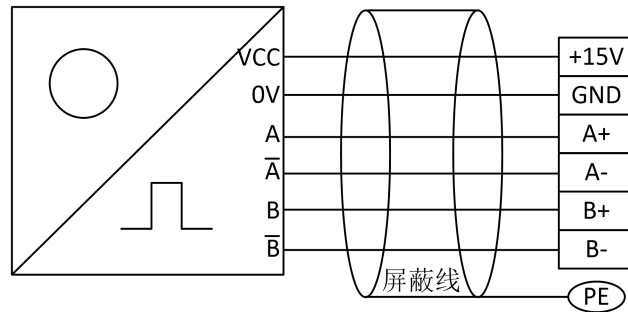 VCC +15V
0V GND
A A+
A̅ A-
B B+
B̅ B-
屏蔽线 PE